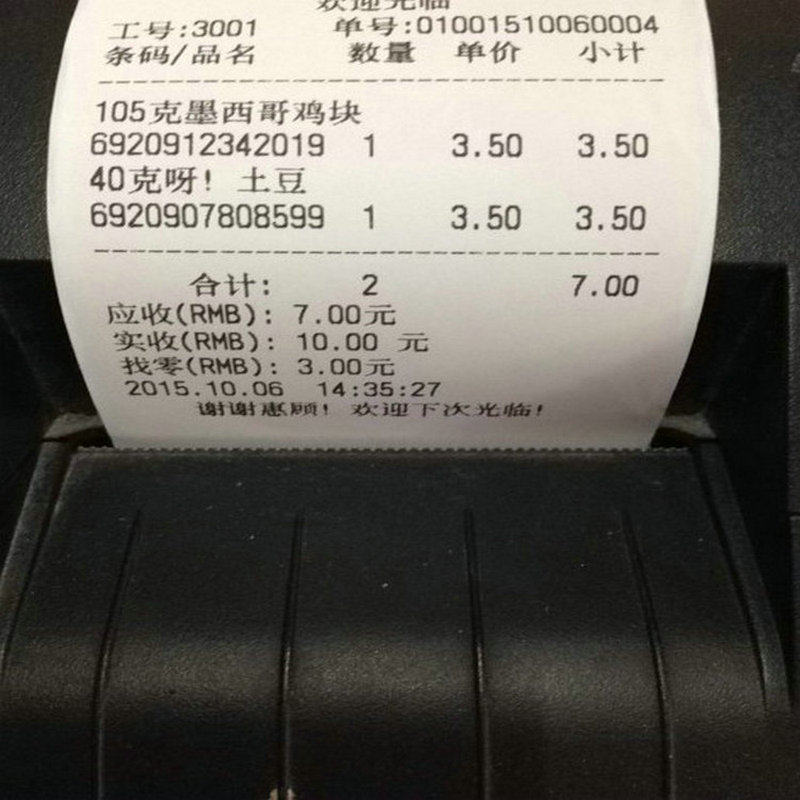 欢迎光临
工号:3001 单号:01001510060004
条码/品名 数量 单价 小计
105克墨西哥鸡块
6920912342019 1 3.50 3.50
40克呀! 土豆
6920907808599 1 3.50 3.50
合计: 2 7.00
应收(RMB): 7.00元
实收(RMB): 10.00 元
找零(RMB): 3.00元
2015.10.06 14:35:27
谢谢惠顾! 欢迎下次光临!